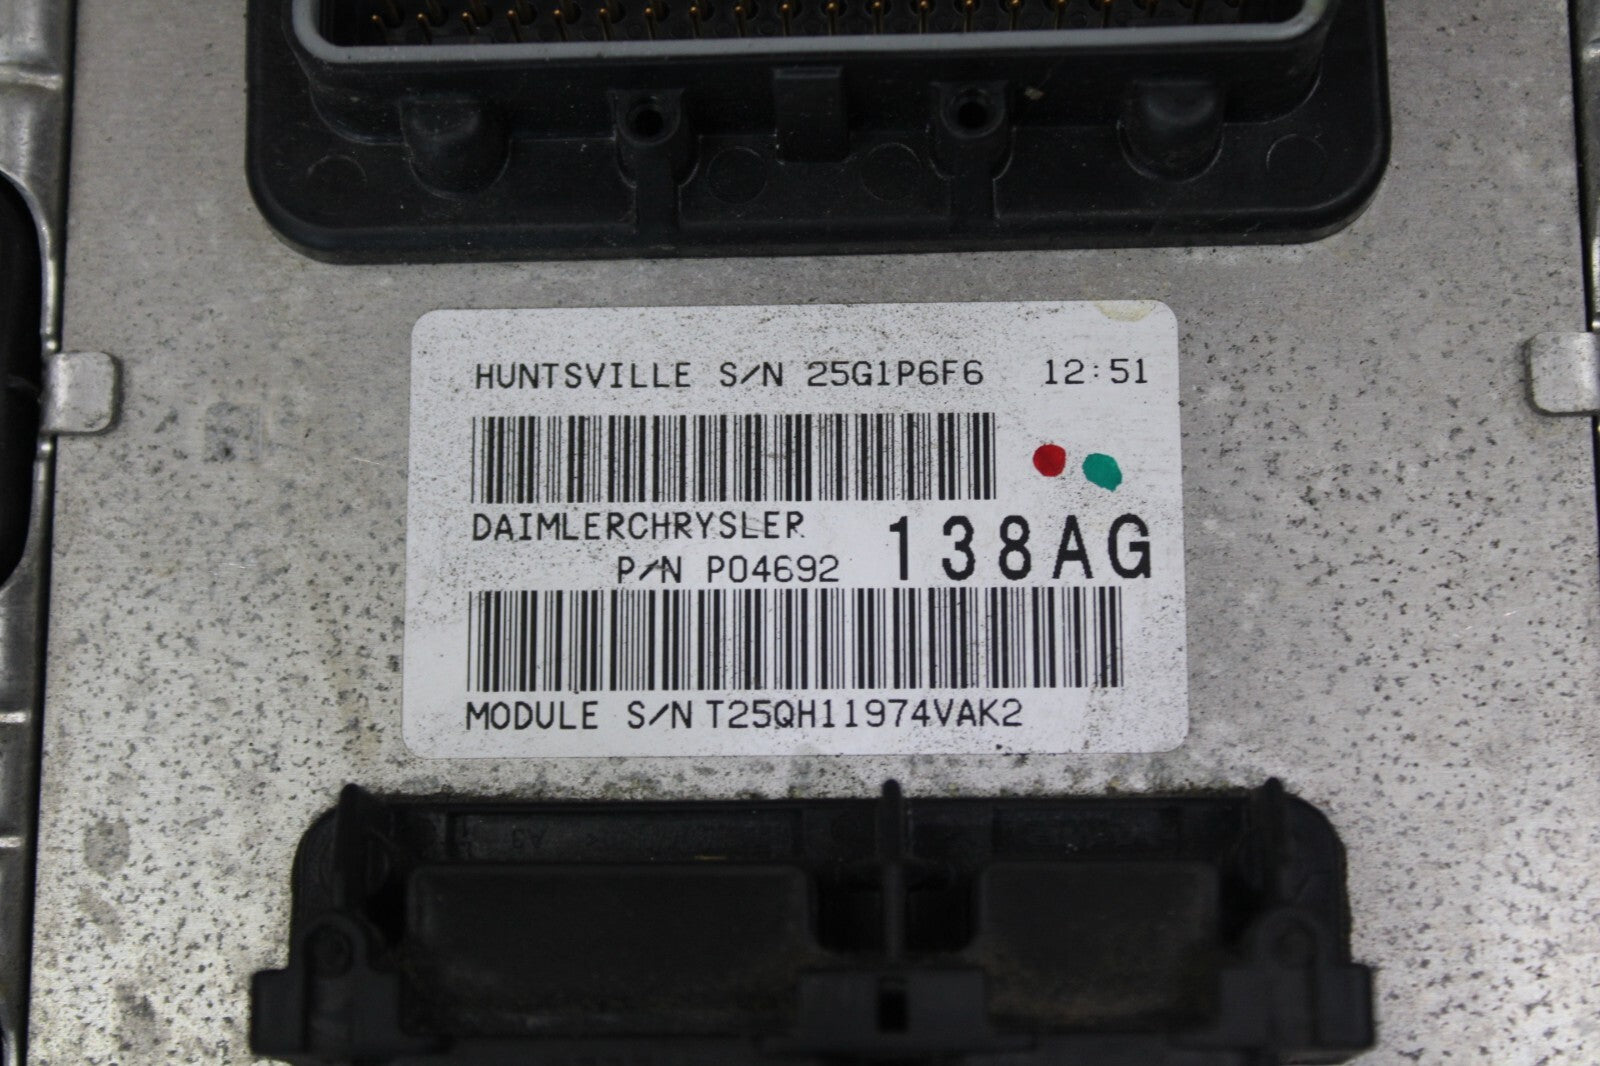 HUNTSVILLE S/N 25G1P6F6 12:51
DAIMLERCHRYSLER
P/N P04692 138AG
MODULE S/N T25QH11974VAK2